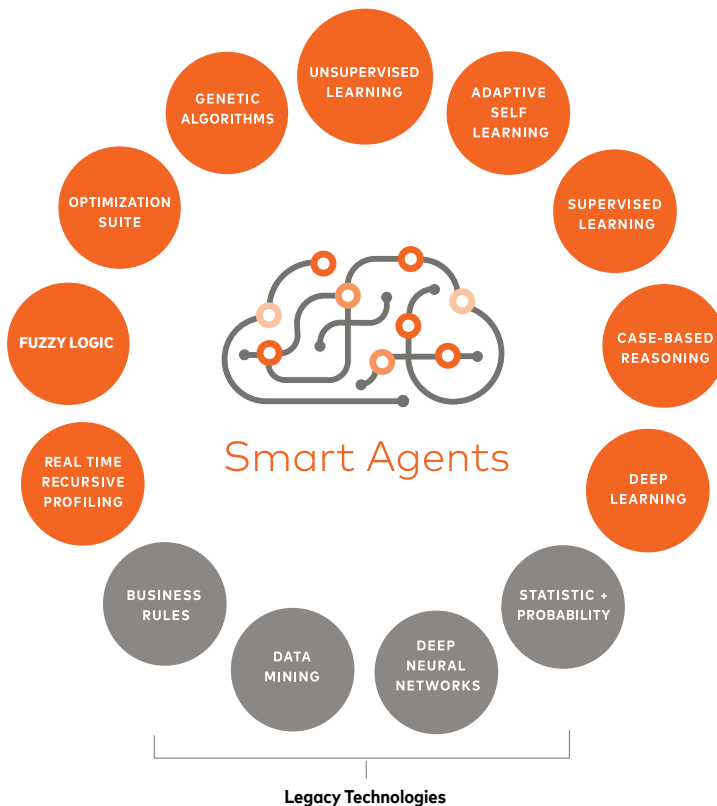 UNSUPERVISED
LEARNING
ADAPTIVE
SELF
LEARNING
SUPERVISED
LEARNING
CASE-BASED
REASONING
DEEP
LEARNING
STATISTIC +
PROBABILITY
DEEP
NEURAL
NETWORKS
DATA
MINING
BUSINESS
RULES
REAL TIME
RECURSIVE
PROFILING
FUZZY LOGIC
OPTIMIZATION
SUITE
GENETIC
ALGORITHMS
Smart Agents
Legacy Technologies